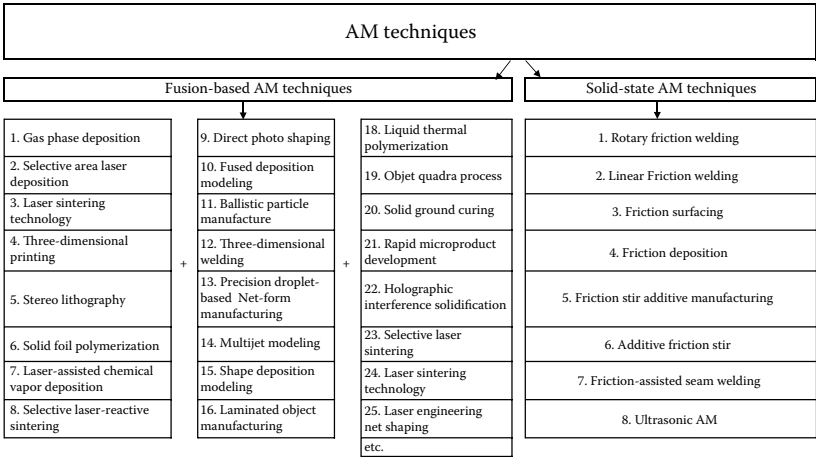 AM techniques
Fusion-based AM techniques
Solid-state AM techniques
1. Gas phase deposition
2. Selective area laser
deposition
3. Laser sintering
technology
4. Three-dimensional
printing
5. Stereo lithography
6. Solid foil polymerization
7. Laser-assisted chemical
vapor deposition
8. Selective laser-reactive
sintering
+
9. Direct photo shaping
10. Fused deposition
modeling
11. Ballistic particle
manufacture
12. Three-dimensional
welding
13. Precision droplet-
based Net-form
manufacturing
14. Multijet modeling
15. Shape deposition
modeling
16. Laminated object
manufacturing
+
18. Liquid thermal
polymerization
19. Objet quadra process
20. Solid ground curing
21. Rapid microproduct
development
22. Holographic
interference solidification
23. Selective laser
sintering
24. Laser sintering
technology
25. Laser engineering
net shaping
etc.
1. Rotary friction welding
2. Linear Friction welding
3. Friction surfacing
4. Friction deposition
5. Friction stir additive manufacturing
6. Additive friction stir
7. Friction-assisted seam welding
8. Ultrasonic AM